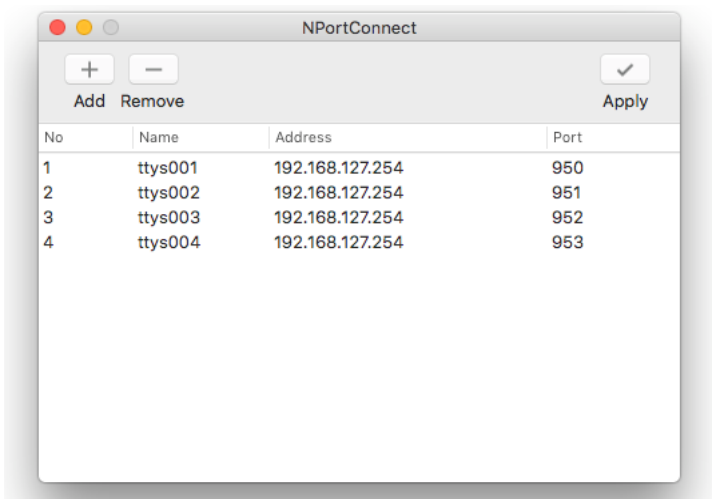 NPortConnect
Add Remove Apply
No Name Address Port
1 ttys001 192.168.127.254 950
2 ttys002 192.168.127.254 951
3 ttys003 192.168.127.254 952
4 ttys004 192.168.127.254 953